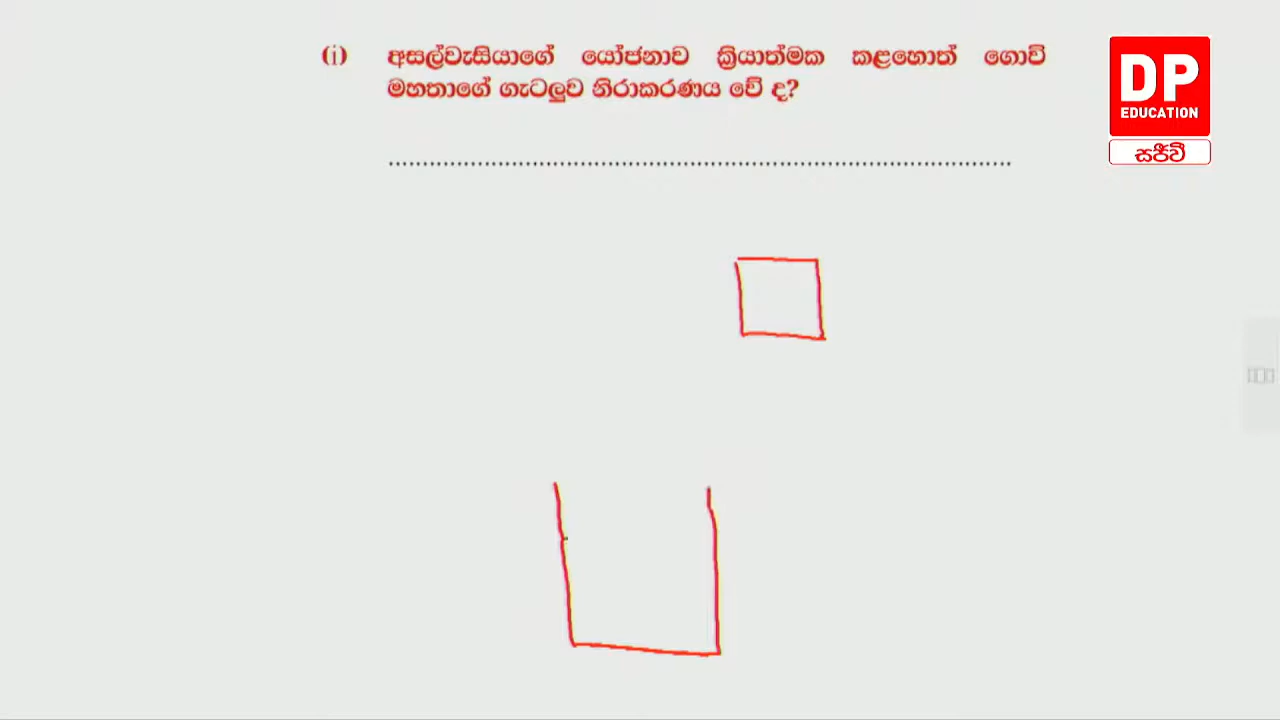 (i) අසල්වැසියාගේ යෝජනාව ක්‍රියාත්මක කළහොත් ගොවි
මහතාගේ ගැටලුව නිරාකරණය වේ ද?
DP
EDUCATION
සජීවී